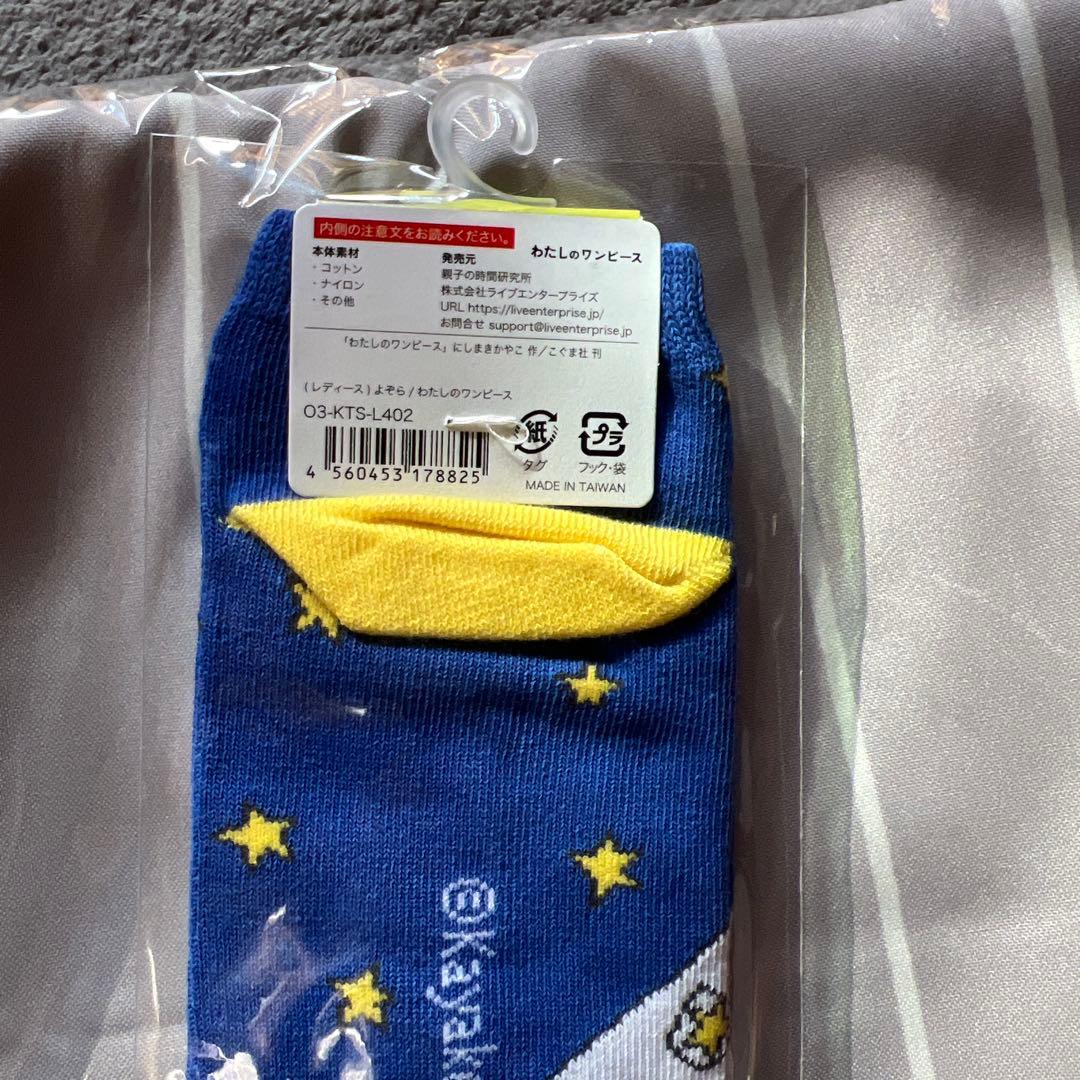 内側の注意文をお読みください。
本体素材
・コットン
・ナイロン
・その他
発売元
親子の時間研究所
株式会社ライブエンタープライズ
URL https://liveenterprise.jp/
お問合せ support@liveenterprise.jp
わたしのワンピース
「わたしのワンピース」にしまきかやこ 作／こぐま社 刊
(レディース) よぞら / わたしのワンピース
O3-KTS-L402
4 560453 178825
紙
タグ
プラ
フック・袋
MADE IN TAIWAN
©Kayak